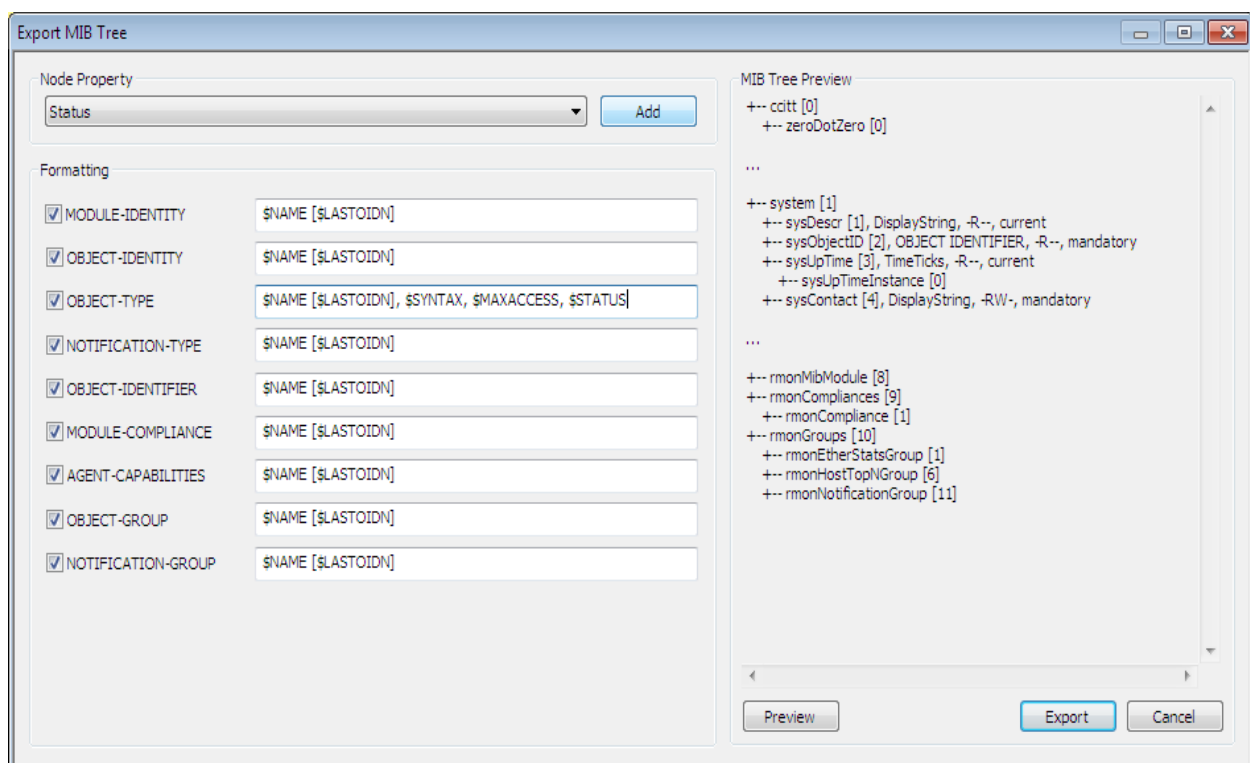 Export MIB Tree
Node Property
Status
Add
Formatting
MODULE-IDENTITY $NAME [$LASTOIDN]
OBJECT-IDENTITY $NAME [$LASTOIDN]
OBJECT-TYPE $NAME [$LASTOIDN], $SYNTAX, $MAXACCESS, $STATUS
NOTIFICATION-TYPE $NAME [$LASTOIDN]
OBJECT-IDENTIFIER $NAME [$LASTOIDN]
MODULE-COMPLIANCE $NAME [$LASTOIDN]
AGENT-CAPABILITIES $NAME [$LASTOIDN]
OBJECT-GROUP $NAME [$LASTOIDN]
NOTIFICATION-GROUP $NAME [$LASTOIDN]
MIB Tree Preview
+-- ccitt [0]
+-- zeroDotZero [0]
...
+-- system [1]
+-- sysDescr [1], DisplayString, -R--, current
+-- sysObjectID [2], OBJECT IDENTIFIER, -R--, mandatory
+-- sysUpTime [3], TimeTicks, -R--, current
+-- sysUpTimeInstance [0]
+-- sysContact [4], DisplayString, -RW-, mandatory
...
+-- rmonMibModule [8]
+-- rmonCompliances [9]
+-- rmonCompliance [1]
+-- rmonGroups [10]
+-- rmonEtherStatsGroup [1]
+-- rmonHostTopNGroup [6]
+-- rmonNotificationGroup [11]
Preview
Export
Cancel